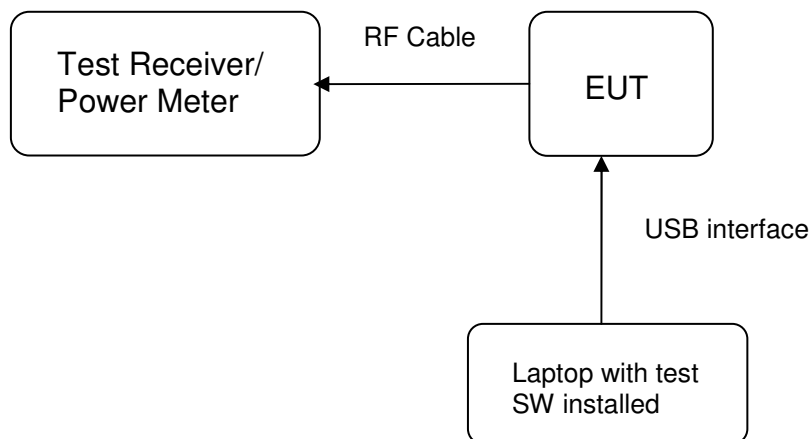 RF Cable
Test Receiver/
Power Meter
EUT
USB interface
Laptop with test
SW installed